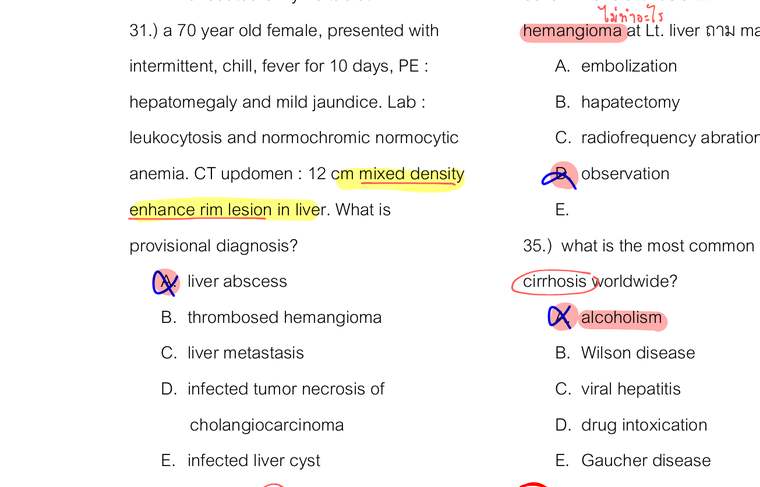 31.) a 70 year old female, presented with
intermittent, chill, fever for 10 days, PE :
hepatomegaly and mild jaundice. Lab :
leukocytosis and normochromic normocytic
anemia. CT updomen : 12 cm mixed density
enhance rim lesion in liver. What is
provisional diagnosis?
A. liver abscess
B. thrombosed hemangioma
C. liver metastasis
D. infected tumor necrosis of
cholangiocarcinoma
E. infected liver cyst
ไม่ทำอะไร
hemangioma at Lt. liver ถาม ma
A. embolization
B. hapatectomy
C. radiofrequency abration
D. observation
E.
35.) what is the most common
cirrhosis worldwide?
A. alcoholism
B. Wilson disease
C. viral hepatitis
D. drug intoxication
E. Gaucher disease